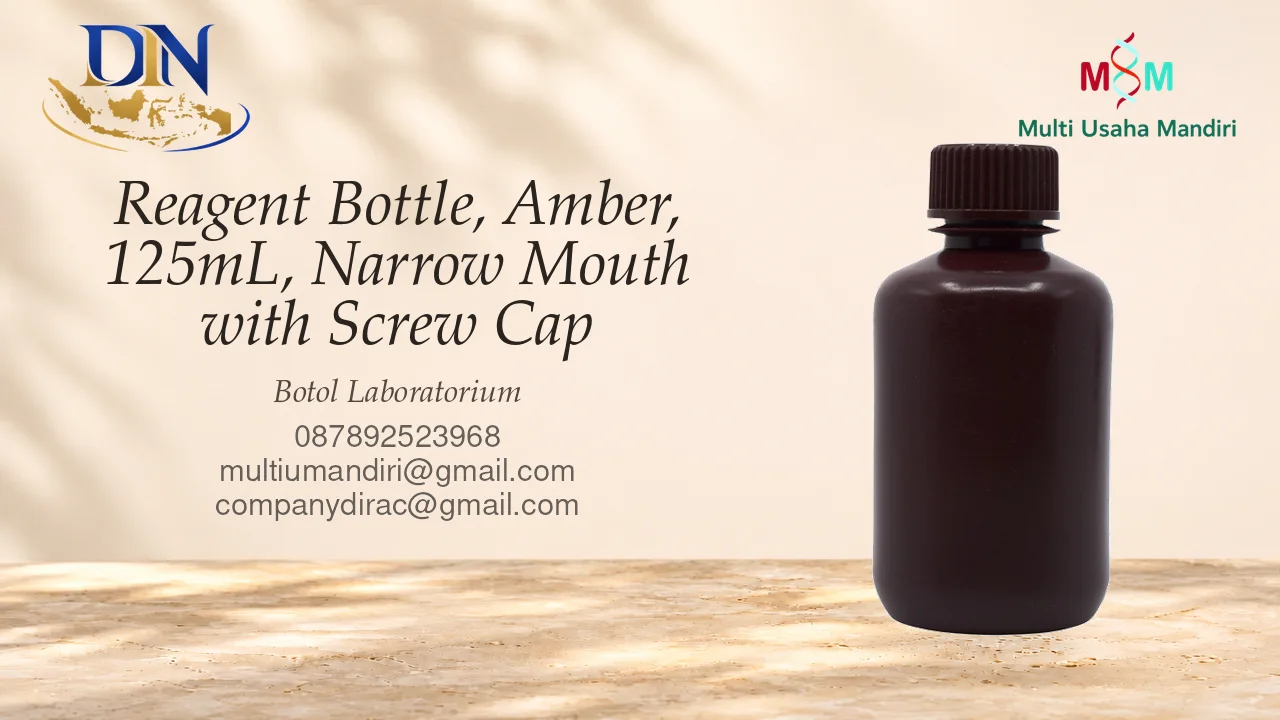 DIN
M M
Multi Usaha Mandiri
Reagent Bottle, Amber,
125mL, Narrow Mouth
with Screw Cap
Botol Laboratorium
087892523968
multiumandiri@gmail.com
companydirac@gmail.com